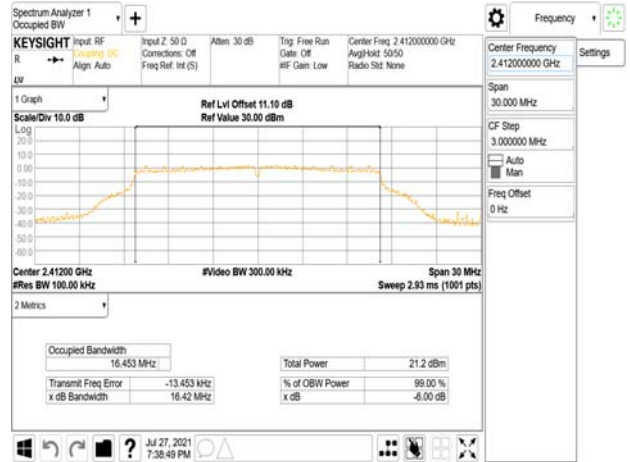 Spectrum Analyzer 1
Occupied BW
+
Frequency
KEYSIGHT
R
Input: RF
Coupling: DC
Align: Auto
Input Z: 50 Ω
Corrections: Off
Freq Ref: Int (S)
Atten: 30 dB
Trig: Free Run
Gate: Off
#IF Gain: Low
Center Freq: 2.412000000 GHz
Avg|Hold: 50/50
Radio Std: None
Center Frequency
2.412000000 GHz
Settings
Span
30.000 MHz
CF Step
3.000000 MHz
Auto
Man
Freq Offset
0 Hz
1 Graph
Scale/Div 10.0 dB
Ref Lvl Offset 11.10 dB
Ref Value 30.00 dBm
Log
20.0
10.0
0.00
-10.0
-20.0
-30.0
-40.0
-50.0
-60.0
Center 2.41200 GHz
#Res BW 100.00 kHz
#Video BW 300.00 kHz
Span 30 MHz
Sweep 2.93 ms (1001 pts)
2 Metrics
Occupied Bandwidth
16.453 MHz
Total Power 21.2 dBm
Transmit Freq Error -13.453 kHz
% of OBW Power 99.00 %
x dB Bandwidth 16.42 MHz
x dB -6.00 dB
?
Jul 27, 2021
7:38:49 PM